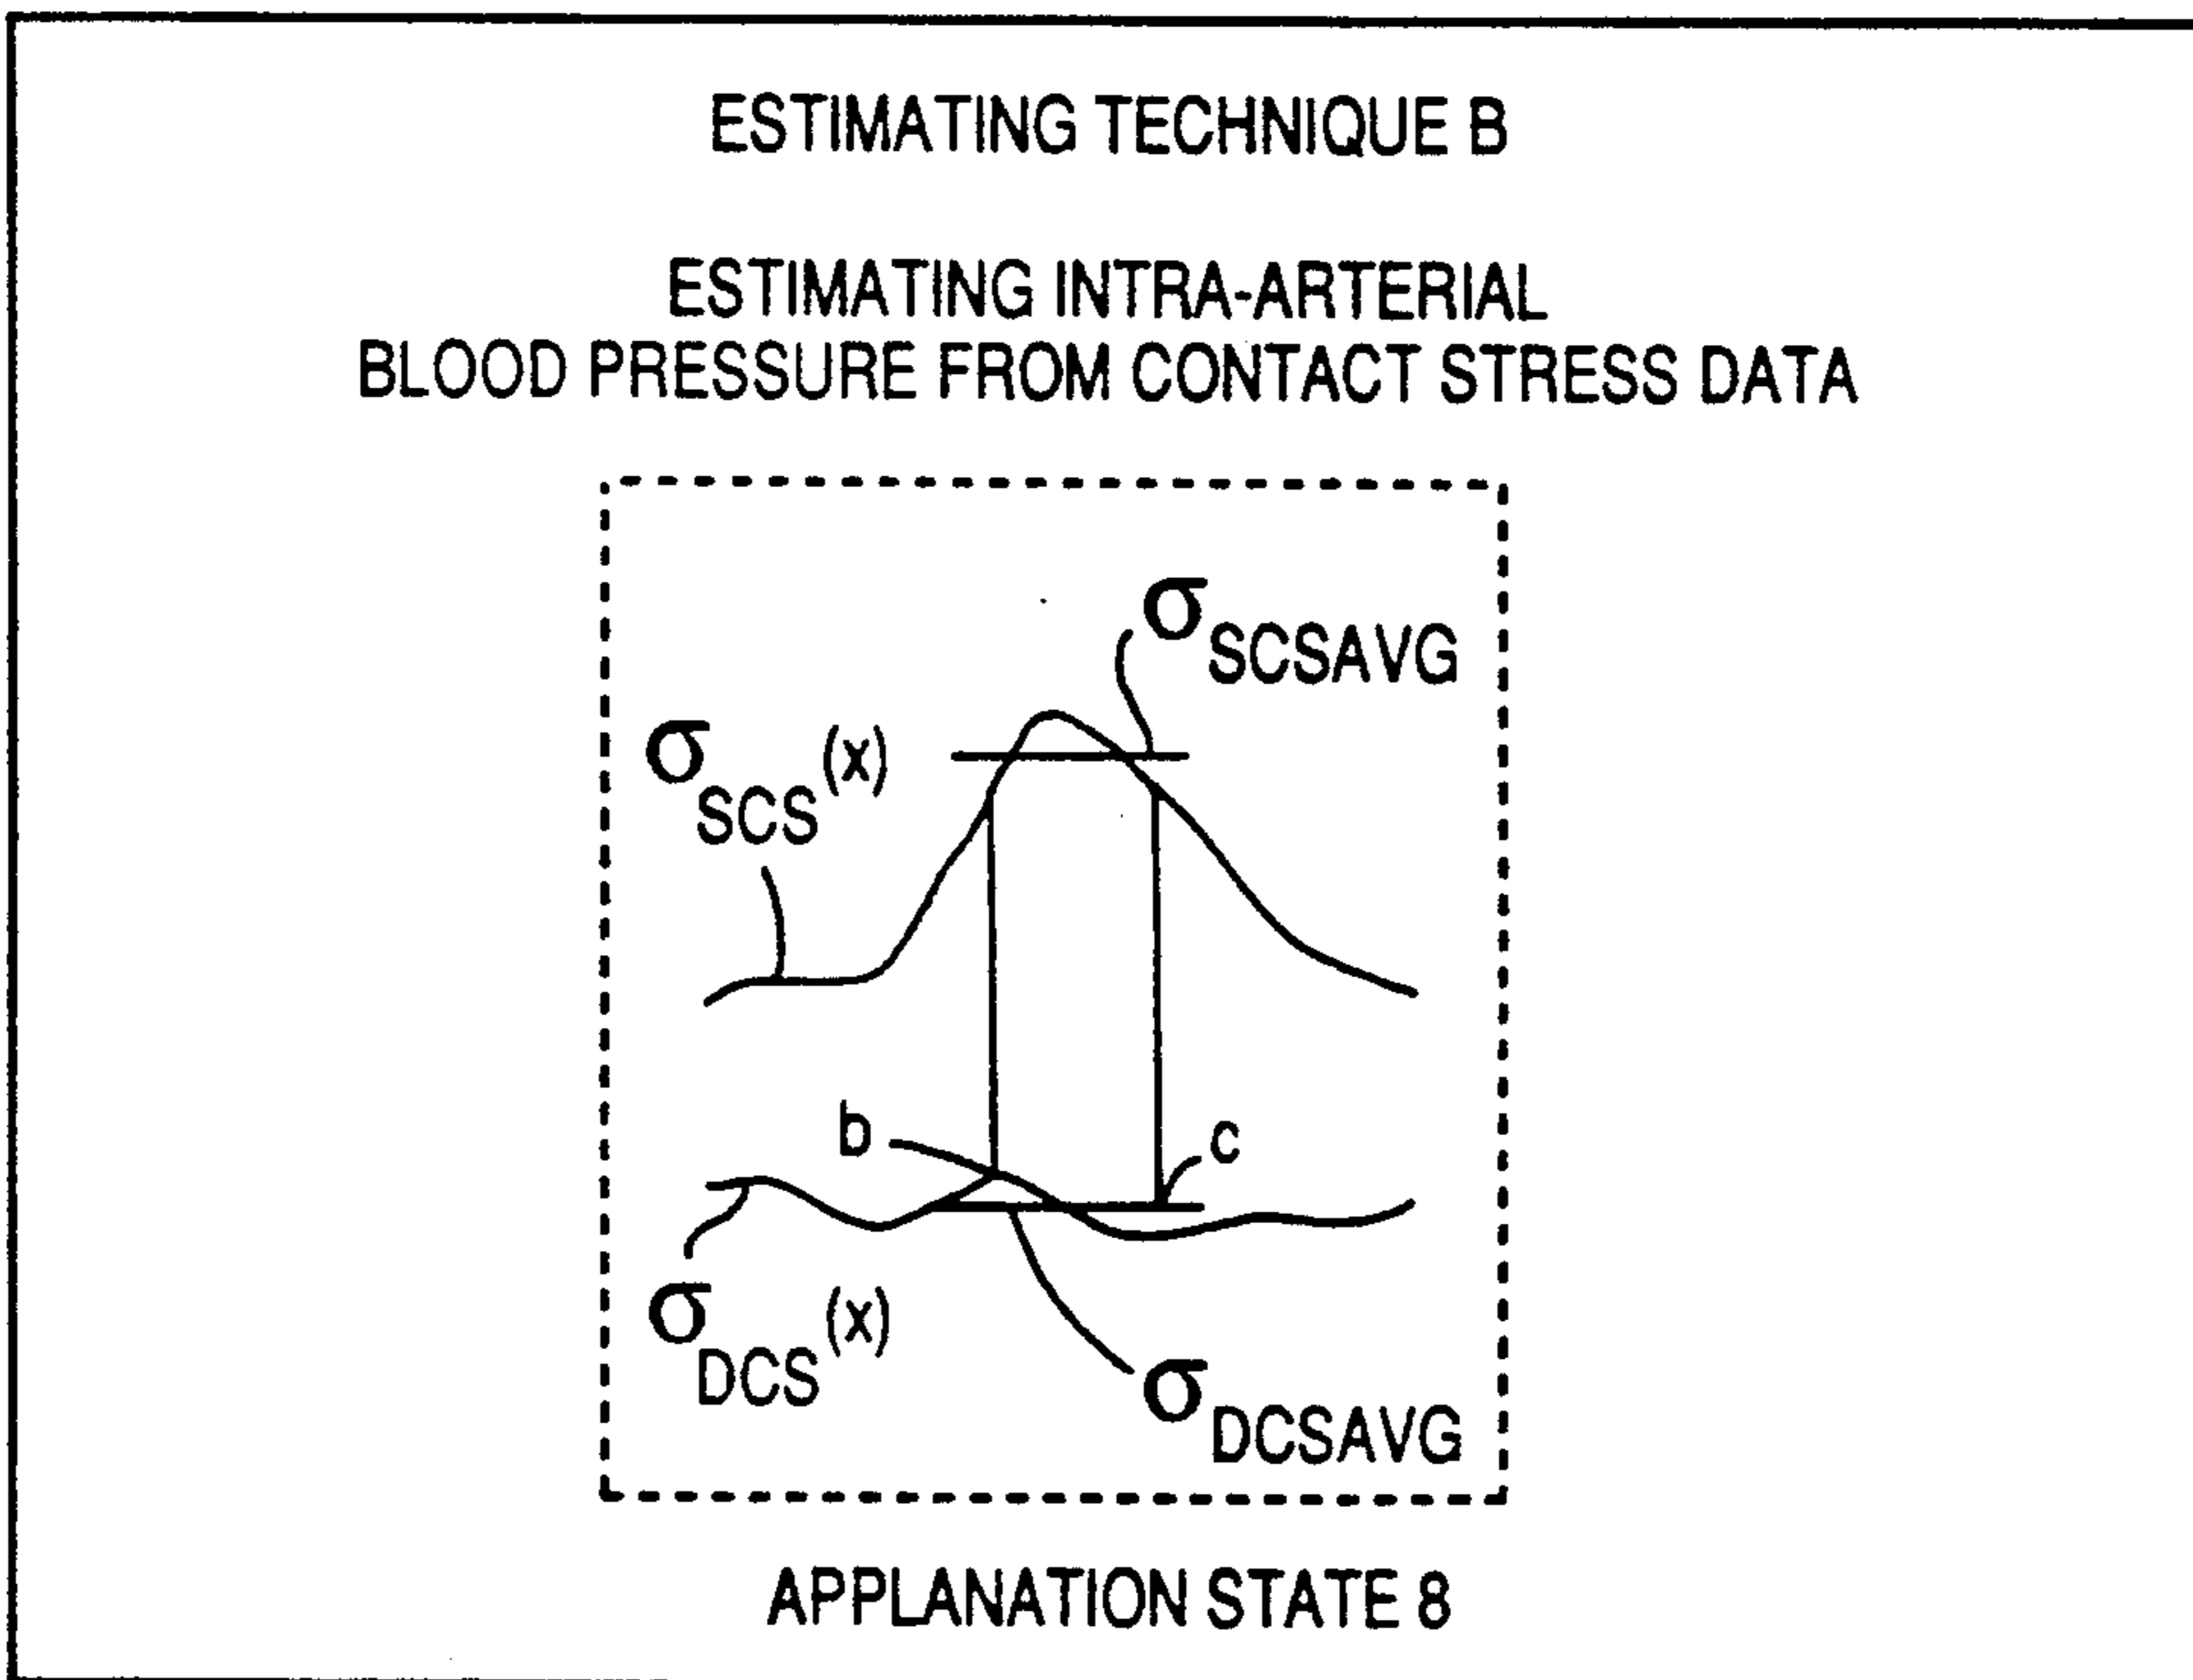 ESTIMATING TECHNIQUE B
ESTIMATING INTRA-ARTERIAL
BLOOD PRESSURE FROM CONTACT STRESS DATA
σSCSAVG
σSCS(x)
b
c
σDCS(x)
σDCSAVG
APPLANATION STATE 8